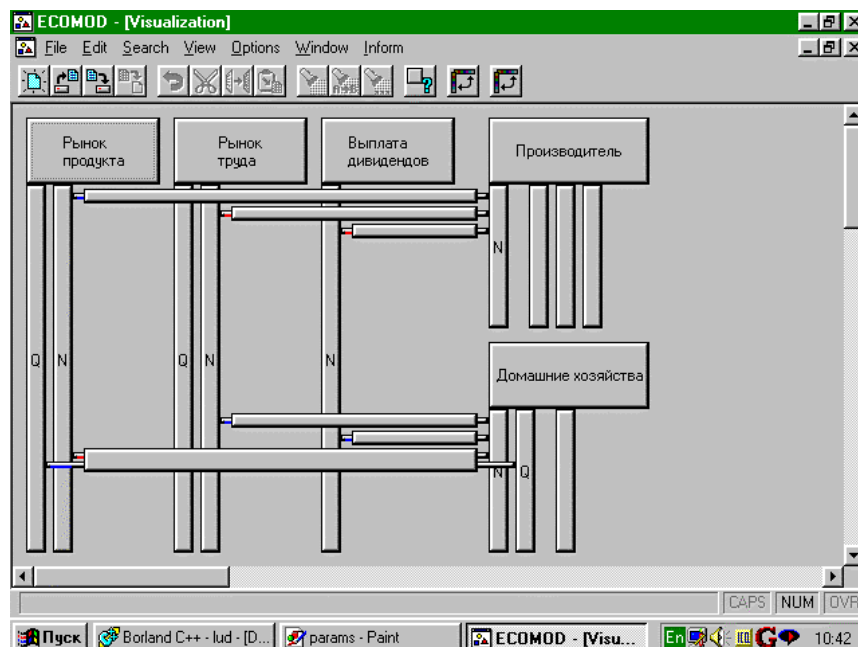 ECOMOD - [Visualization]
File Edit Search View Options Window Inform
Рынок
продукта
Рынок
труда
Выплата
дивидендов
Производитель
N
Q N Q N N
Домашние хозяйства
N Q
CAPS NUM OVR
Пуск Borland C++ - lud - [D... params - Paint ECOMOD - [Visu... En 10:42